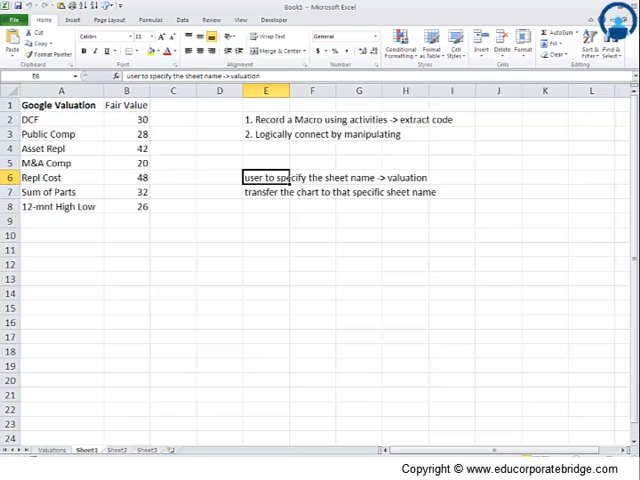 Book1 - Microsoft Excel
File Home Insert Page Layout Formulas Data Review View Developer
Paste Cut Copy Format Painter
Calibri 11 Wrap Text General Conditional Formatting Format as Table Cell Styles Insert Delete Format AutoSum Fill Clear Sort & Filter Find & Select
Merge & Center
Clipboard Font Alignment Number Styles Cells Editing
E6 fx user to specify the sheet name -> valuation
A B C D E F G H I J K L
1 Google Valuation Fair Value
2 DCF 30 1. Record a Macro using activities -> extract code
3 Public Comp 28 2. Logically connect by manipulating
4 Asset Repl 42
5 M&A Comp 20
6 Repl Cost 48 user to specify the sheet name -> valuation
7 Sum of Parts 32 transfer the chart to that specific sheet name
8 12-mnt High Low 26
9
10
11
12
13
14
15
16
17
18
19
20
21
22
23
24
Valuations Sheet1 Sheet2 Sheet3
Copyright © www.educorporatebridge.com